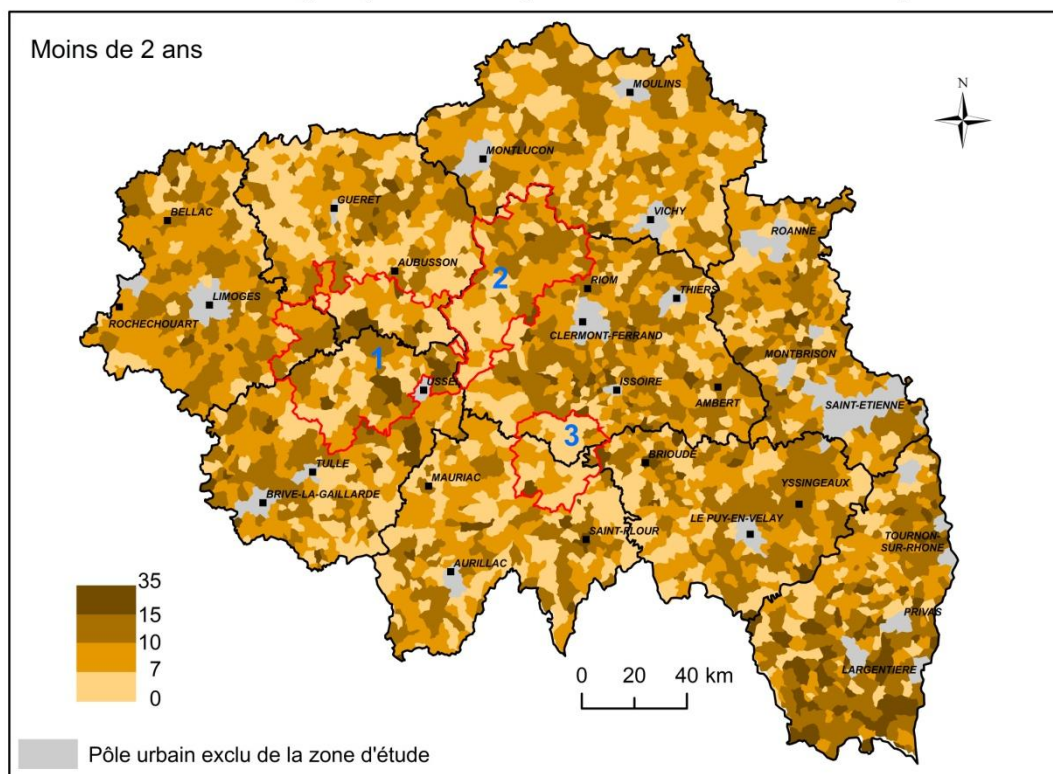 Moins de 2 ans
N
MOULINS
MONTLUCON
BELLAC
GUERET
VICHY
ROANNE
AUBUSSON
2
RIOM
THIERS
LIMOGES
ROCHECHOUART
CLERMONT-FERRAND
MONTBRISON
1
USSEL
ISSOIRE
AMBERT
SAINT-ETIENNE
3
TULLE
MAURIAC
BRIOUDE
YSSINGEAUX
BRIVE-LA-GAILLARDE
LE PUY-EN-VELAY
SAINT-FLOUR
TOURNON-
SUR-RHONE
AURILLAC
PRIVAS
LARGENTIERE
35
15
10
7
0
0 20 40 km
Pôle urbain exclu de la zone d'étude